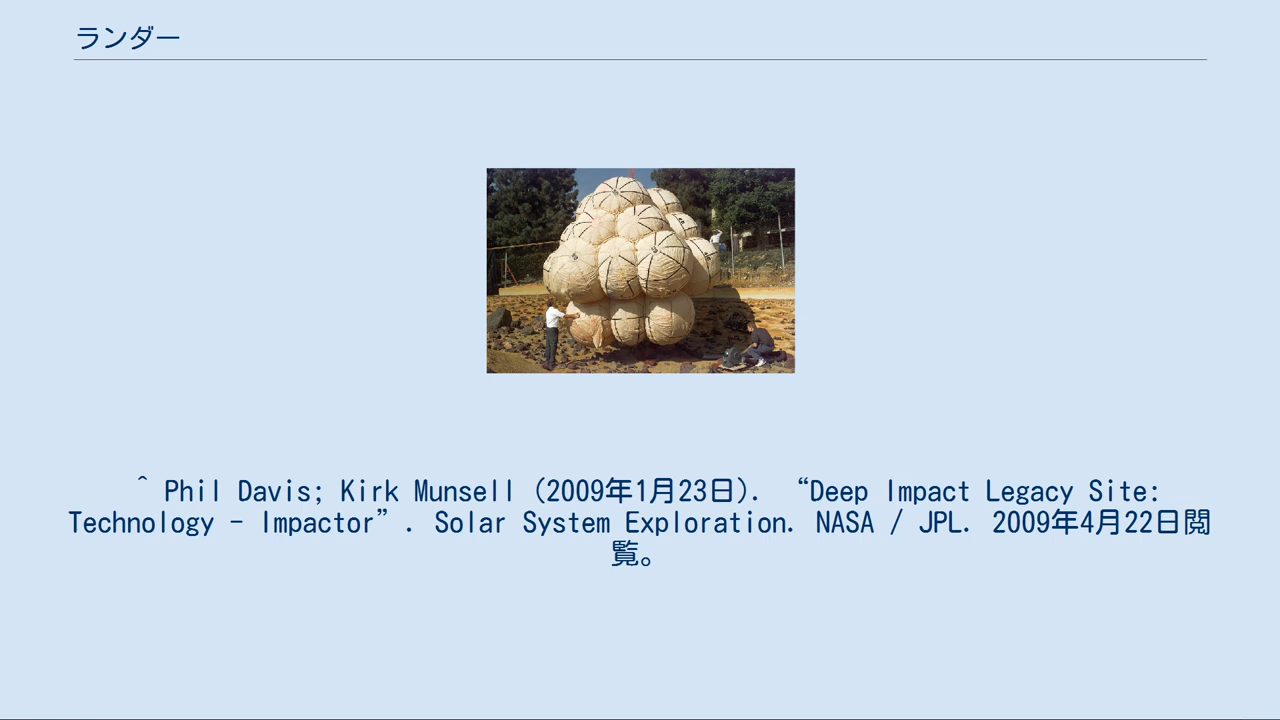 ランダー
^ Phil Davis; Kirk Munsell (2009年1月23日). “Deep Impact Legacy Site:
Technology - Impactor”. Solar System Exploration. NASA / JPL. 2009年4月22日閲
覧。